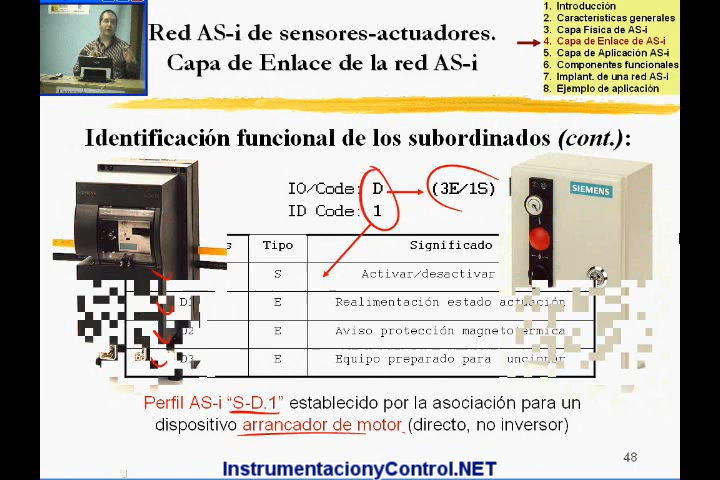 Red AS-i de sensores-actuadores.
Capa de Enlace de la red AS-i
1. Introducción
2. Características generales
3. Capa Física de AS-i
4. Capa de Enlace de AS-i
5. Capa de Aplicación AS-i
6. Componentes funcionales
7. Implant. de una red AS-i
8. Ejemplo de aplicación
Identificación funcional de los subordinados (cont.):
IO/Code: D (3E/1S)
ID Code: 1
SIEMENS
s Tipo Significado
S Activar/desactivar
D1 E Realimentación estado actuación
D2 E Aviso protección magnetotérmica
D3 E Equipo preparado para funcionar
Perfil AS-i “S-D.1” establecido por la asociación para un
dispositivo arrancador de motor (directo, no inversor)
48
InstrumentacionyControl.NET